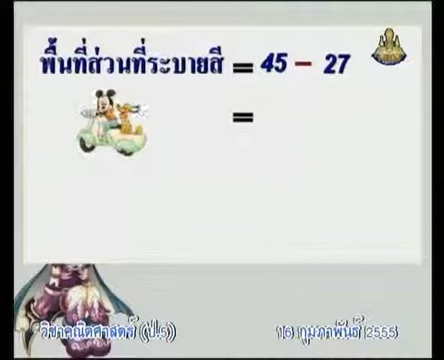 พื้นที่ส่วนที่ระบายสี = 45 - 27
=
วิชาคณิตศาสตร์ (ป.5) 16 กุมภาพันธ์ 2555